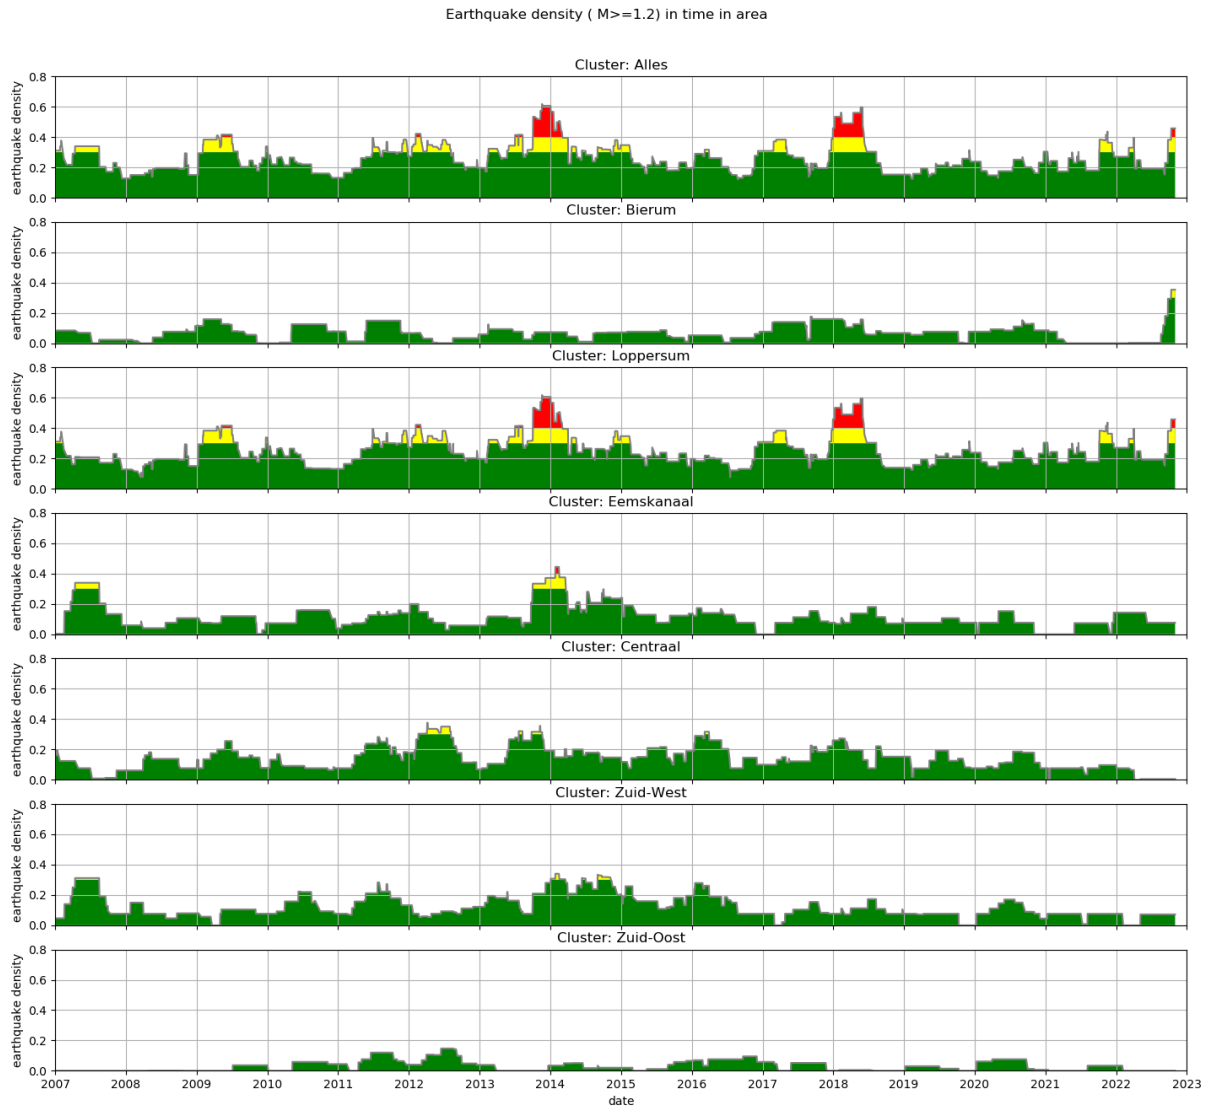 Earthquake density ( M>=1.2) in time in area
Cluster: Alles
earthquake density
0.8
0.6
0.4
0.2
0.0
Cluster: Bierum
earthquake density
0.8
0.6
0.4
0.2
0.0
Cluster: Loppersum
earthquake density
0.8
0.6
0.4
0.2
0.0
Cluster: Eemskanaal
earthquake density
0.8
0.6
0.4
0.2
0.0
Cluster: Centraal
earthquake density
0.8
0.6
0.4
0.2
0.0
Cluster: Zuid-West
earthquake density
0.8
0.6
0.4
0.2
0.0
Cluster: Zuid-Oost
earthquake density
0.8
0.6
0.4
0.2
0.0
2007 2008 2009 2010 2011 2012 2013 2014 2015 2016 2017 2018 2019 2020 2021 2022 2023
date